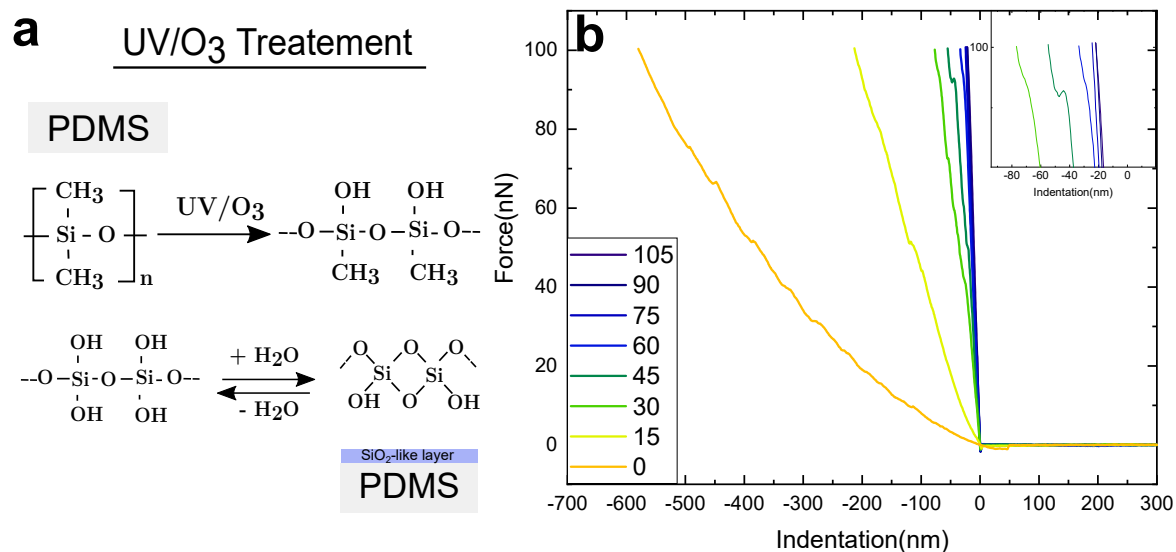 a
UV/O3 Treatement
PDMS
CH3
Si - O
CH3
n
UV/O3
OH OH
--O Si O Si O--
CH3 CH3
OH OH
--O Si O Si O--
OH OH
+ H2O
- H2O
O O O
Si Si
OH O OH
SiO2-like layer
PDMS
b
Force(nN)
100
80
60
40
20
0
105
90
75
60
45
30
15
0
-700 -600 -500 -400 -300 -200 -100 0 100 200 300
Indentation(nm)
100
-80 -60 -40 -20 0
Indentation(nm)